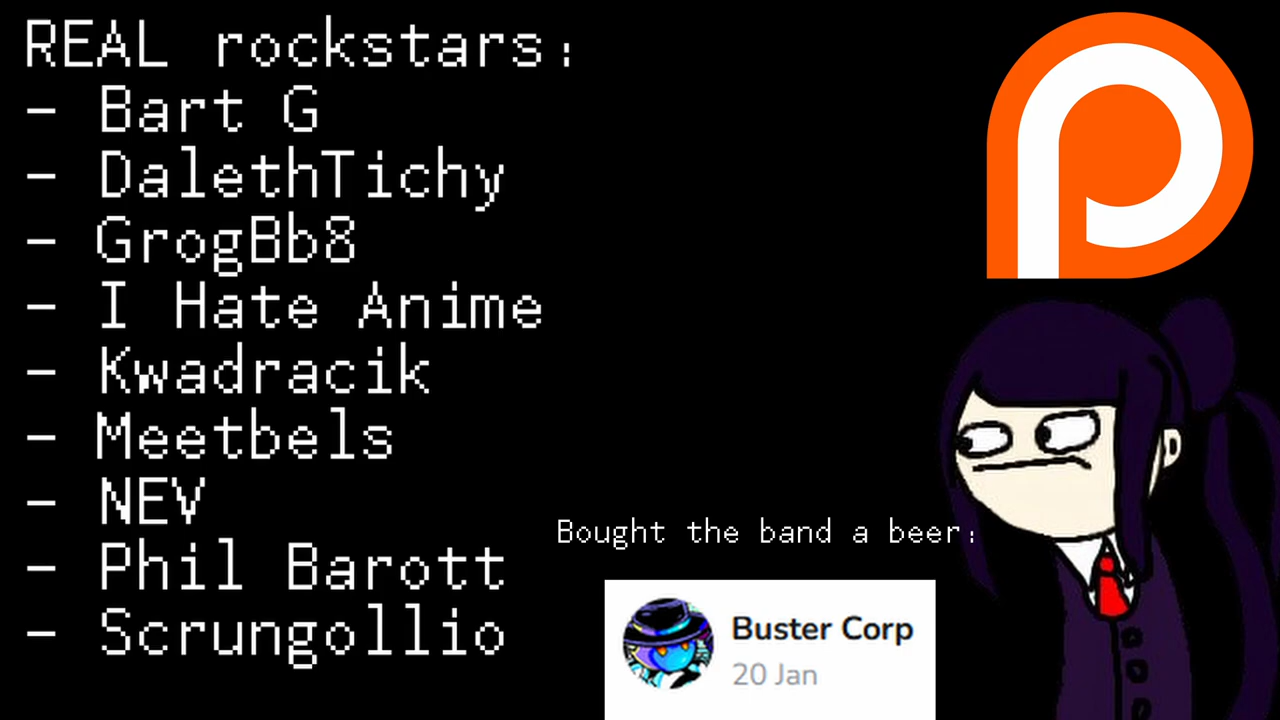 REAL rockstars:
- Bart G
- DalethTichy
- GrogBb8
- I Hate Anime
- Kwadracik
- Meetbels
- NEV
- Phil Barott
- Scrungollio
Bought the band a beer:
Buster Corp
20 Jan